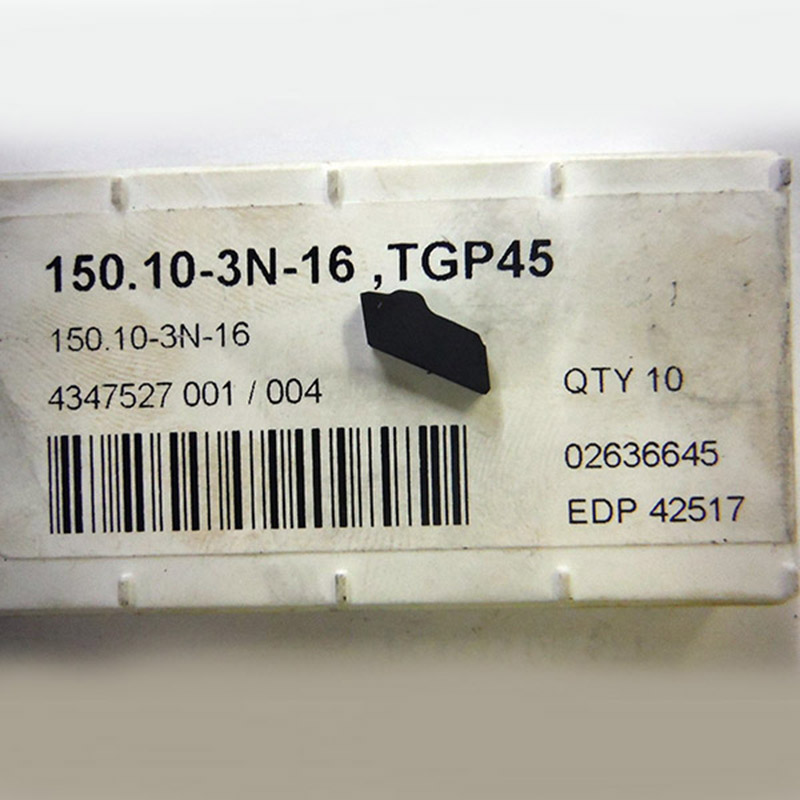 150.10-3N-16 ,TGP45
150.10-3N-16
4347527 001 / 004
QTY 10
02636645
EDP 42517